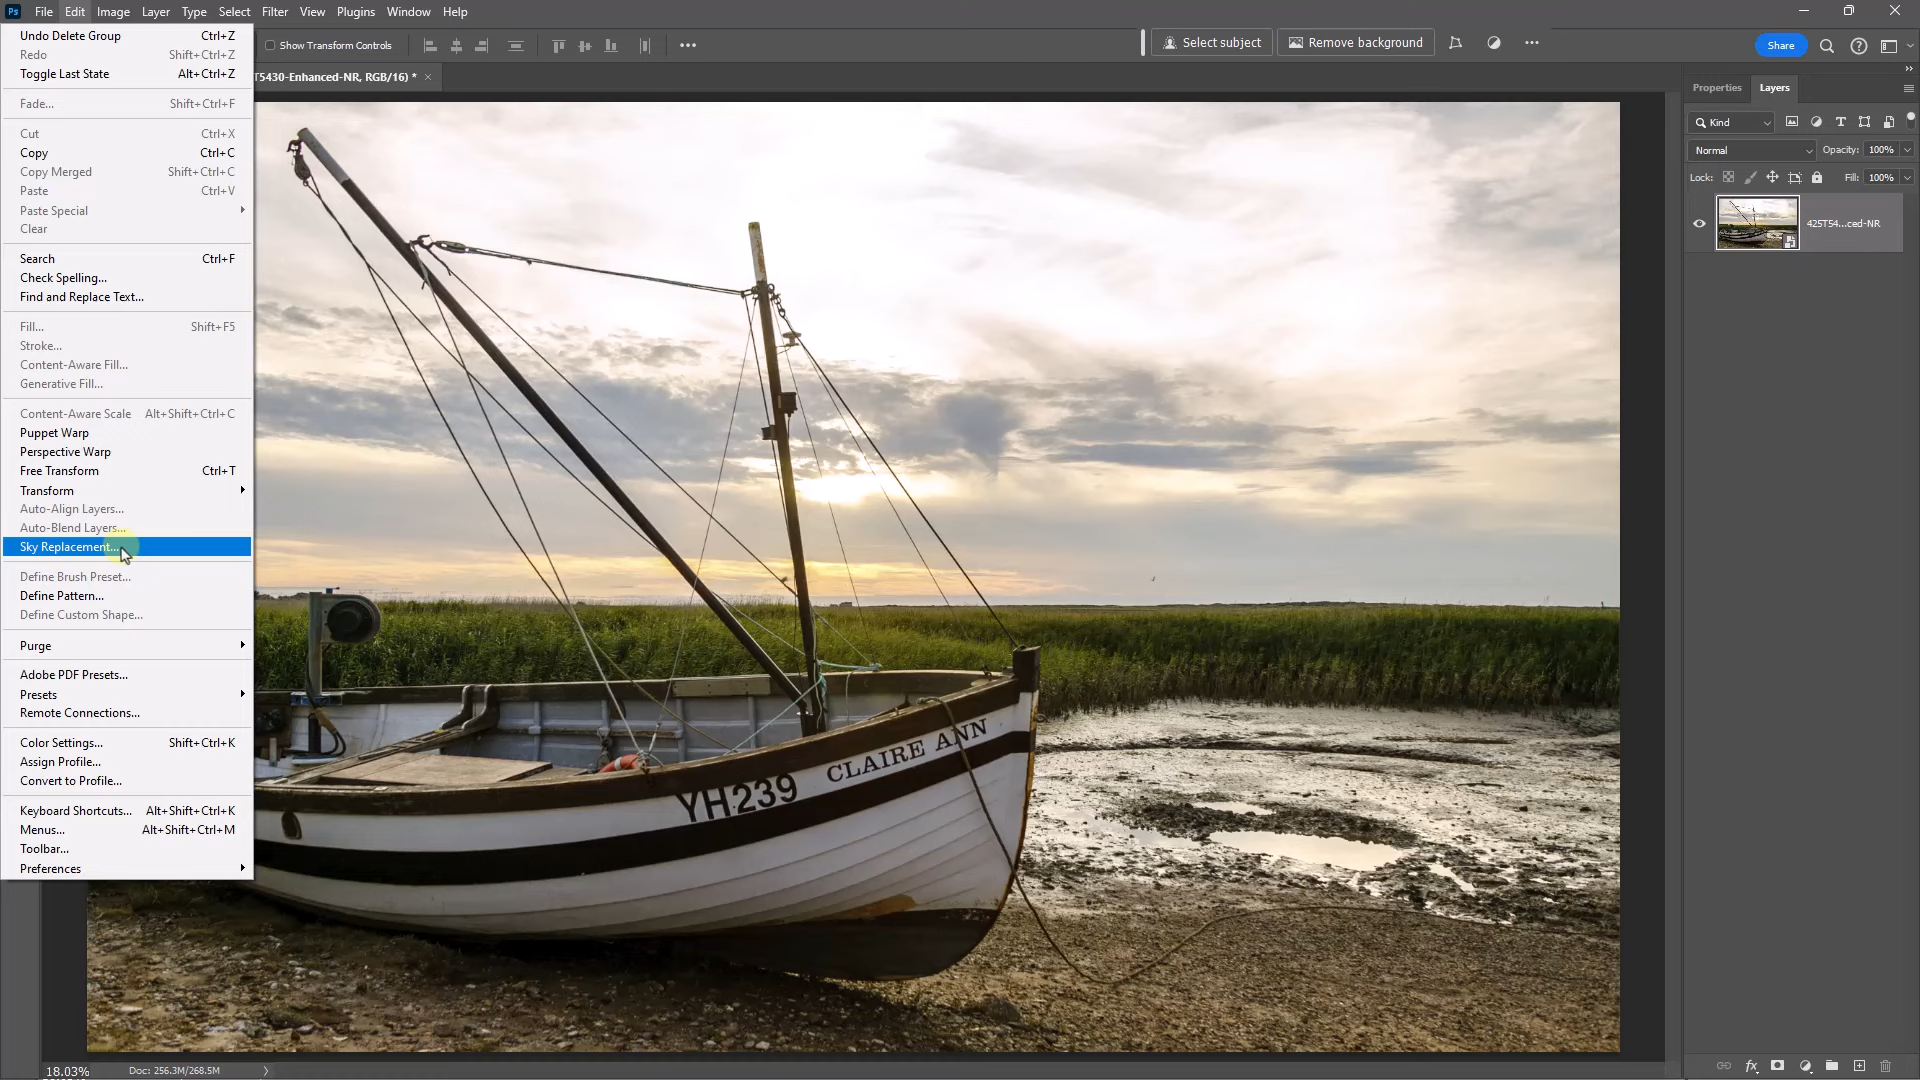 Ps File Edit Image Layer Type Select Filter View Plugins Window Help
Show Transform Controls
Select subject
Remove background
Share
T5430-Enhanced-NR, RGB/16) *
Undo Delete Group Ctrl+Z
Redo Shift+Ctrl+Z
Toggle Last State Alt+Ctrl+Z
Fade... Shift+Ctrl+F
Cut Ctrl+X
Copy Ctrl+C
Copy Merged Shift+Ctrl+C
Paste Ctrl+V
Paste Special
Clear
Search Ctrl+F
Check Spelling...
Find and Replace Text...
Fill... Shift+F5
Stroke...
Content-Aware Fill...
Generative Fill...
Content-Aware Scale Alt+Shift+Ctrl+C
Puppet Warp
Perspective Warp
Free Transform Ctrl+T
Transform
Auto-Align Layers...
Auto-Blend Layers...
Sky Replacement...
Define Brush Preset...
Define Pattern...
Define Custom Shape...
Purge
Adobe PDF Presets...
Presets
Remote Connections...
Color Settings... Shift+Ctrl+K
Assign Profile...
Convert to Profile...
Keyboard Shortcuts... Alt+Shift+Ctrl+K
Menus... Alt+Shift+Ctrl+M
Toolbar...
Preferences
CLAIRE ANN
YH239
Properties Layers
Kind
Normal Opacity: 100%
Lock: Fill: 100%
425T54...ced-NR
18.03% Doc: 256.3M/268.5M
fx